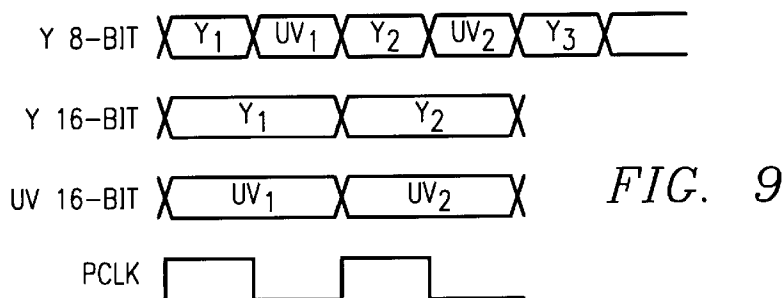 Y 8-BIT Y1 UV1 Y2 UV2 Y3
Y 16-BIT Y1 Y2
UV 16-BIT UV1 UV2
FIG. 9
PCLK